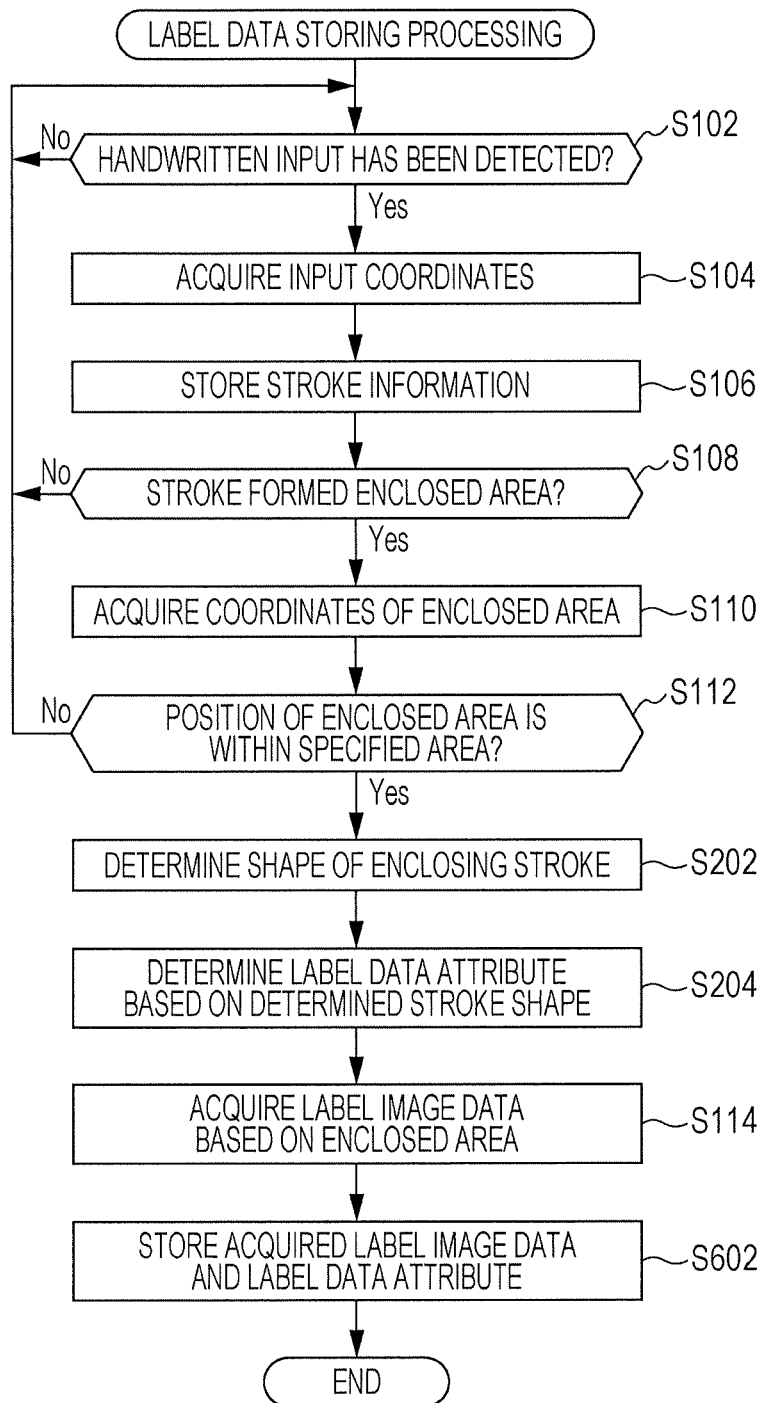 LABEL DATA STORING PROCESSING
No
HANDWRITTEN INPUT HAS BEEN DETECTED?
S102
Yes
ACQUIRE INPUT COORDINATES
S104
STORE STROKE INFORMATION
S106
No
STROKE FORMED ENCLOSED AREA?
S108
Yes
ACQUIRE COORDINATES OF ENCLOSED AREA
S110
No
POSITION OF ENCLOSED AREA IS
WITHIN SPECIFIED AREA?
S112
Yes
DETERMINE SHAPE OF ENCLOSING STROKE
S202
DETERMINE LABEL DATA ATTRIBUTE
BASED ON DETERMINED STROKE SHAPE
S204
ACQUIRE LABEL IMAGE DATA
BASED ON ENCLOSED AREA
S114
STORE ACQUIRED LABEL IMAGE DATA
AND LABEL DATA ATTRIBUTE
S602
END